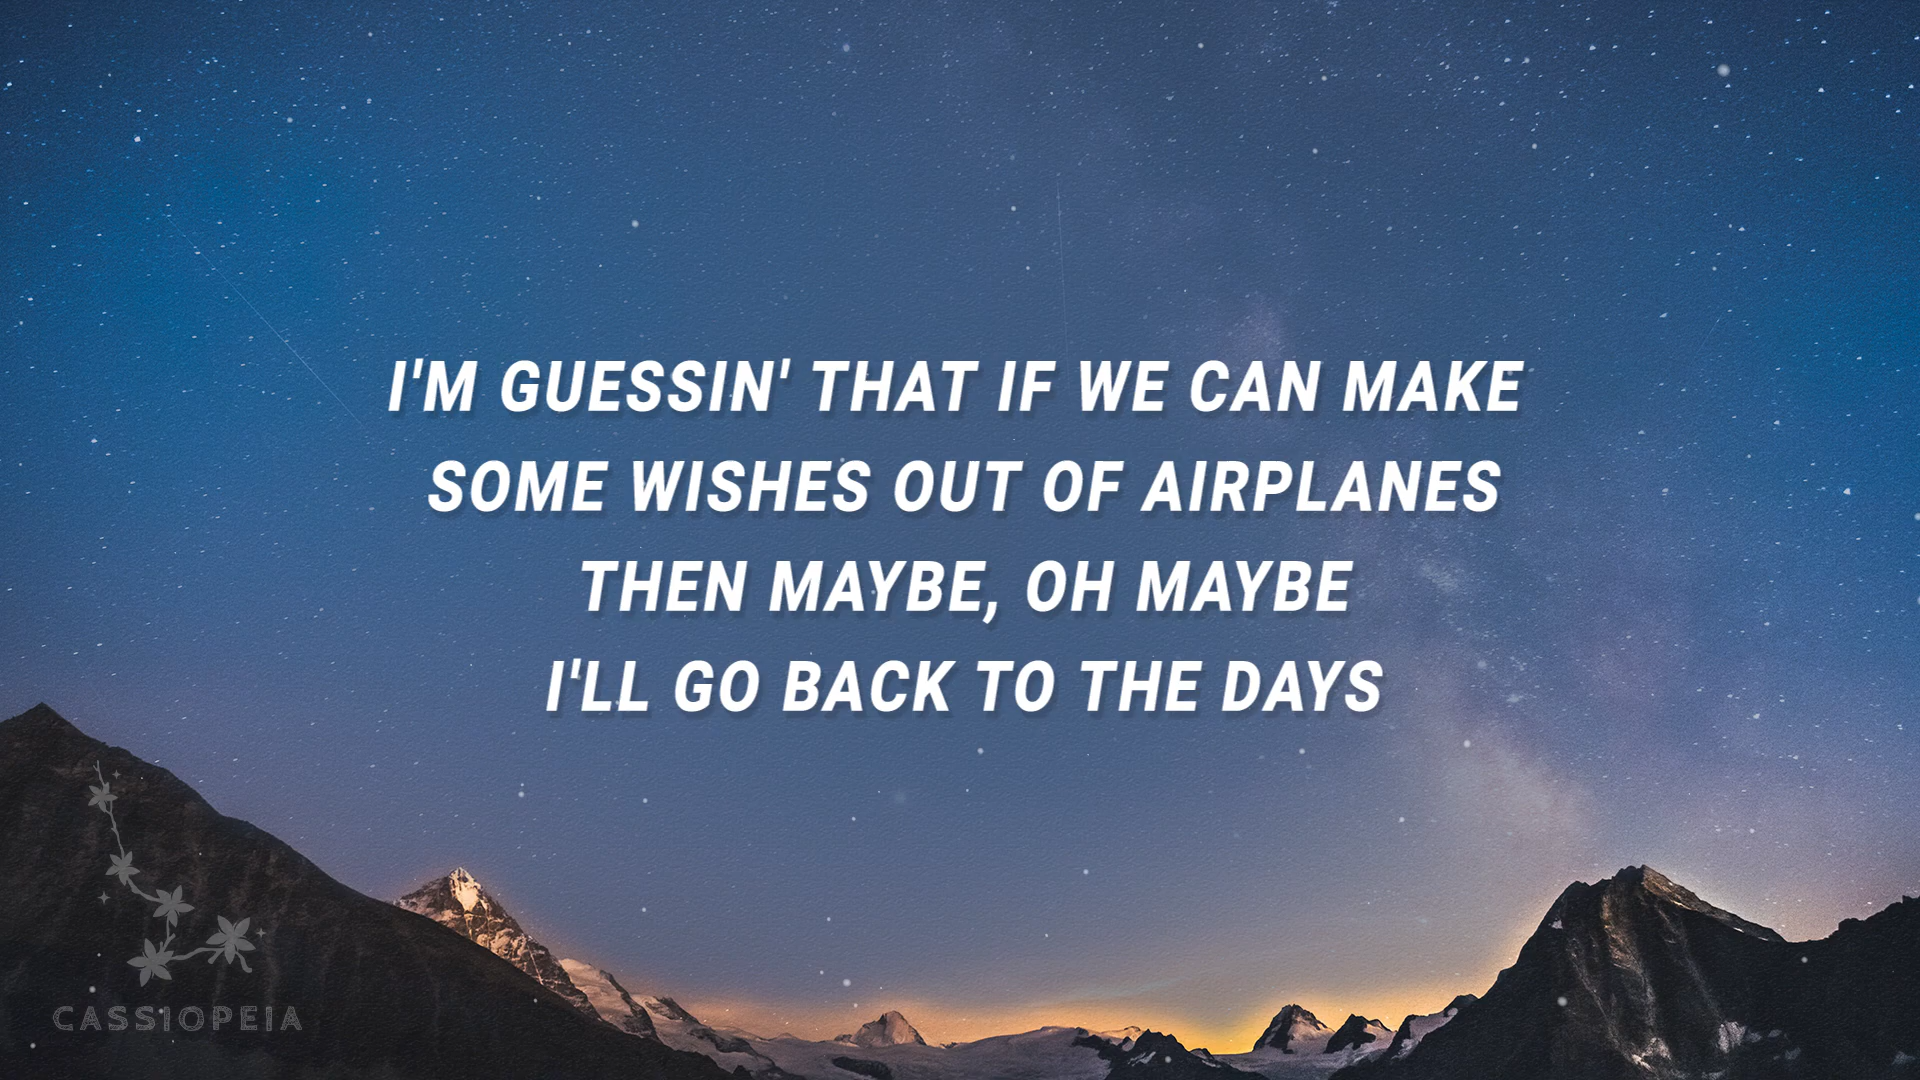 I'M GUESSIN' THAT IF WE CAN MAKE
SOME WISHES OUT OF AIRPLANES
THEN MAYBE, OH MAYBE
I'LL GO BACK TO THE DAYS
CASSIOPEIA